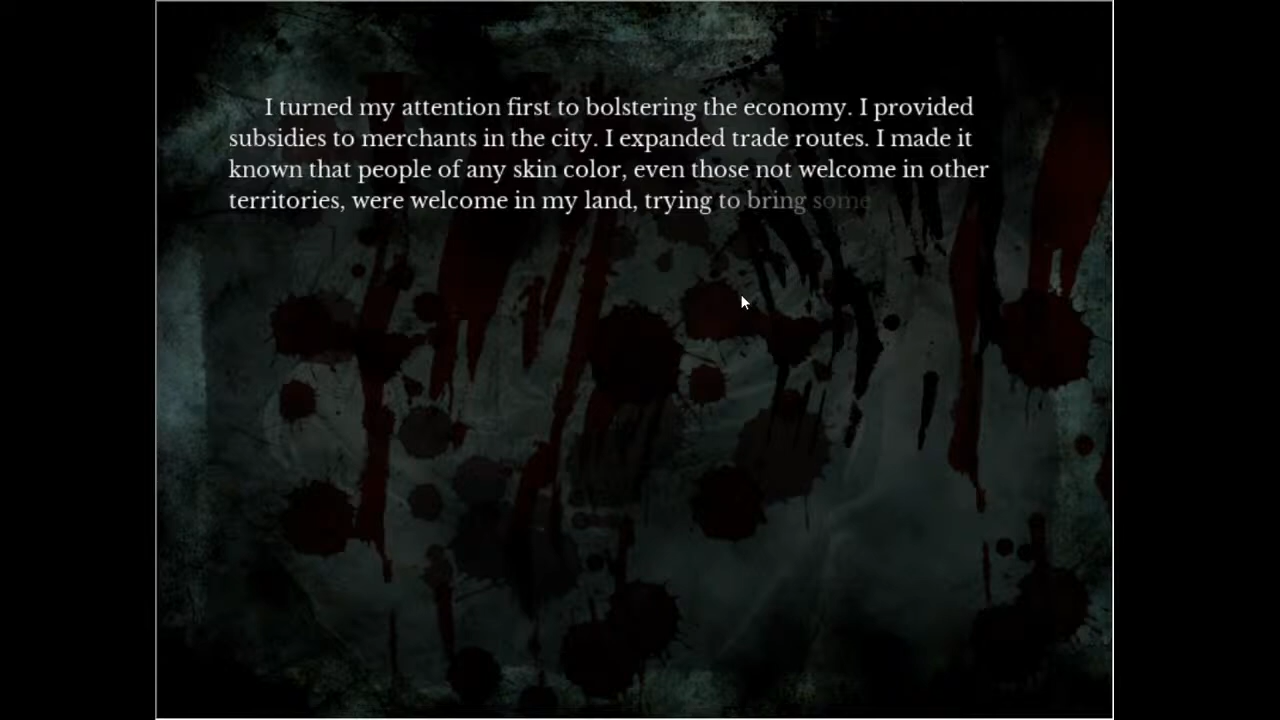 I turned my attention first to bolstering the economy. I provided
subsidies to merchants in the city. I expanded trade routes. I made it
known that people of any skin color, even those not welcome in other
territories, were welcome in my land, trying to bring some